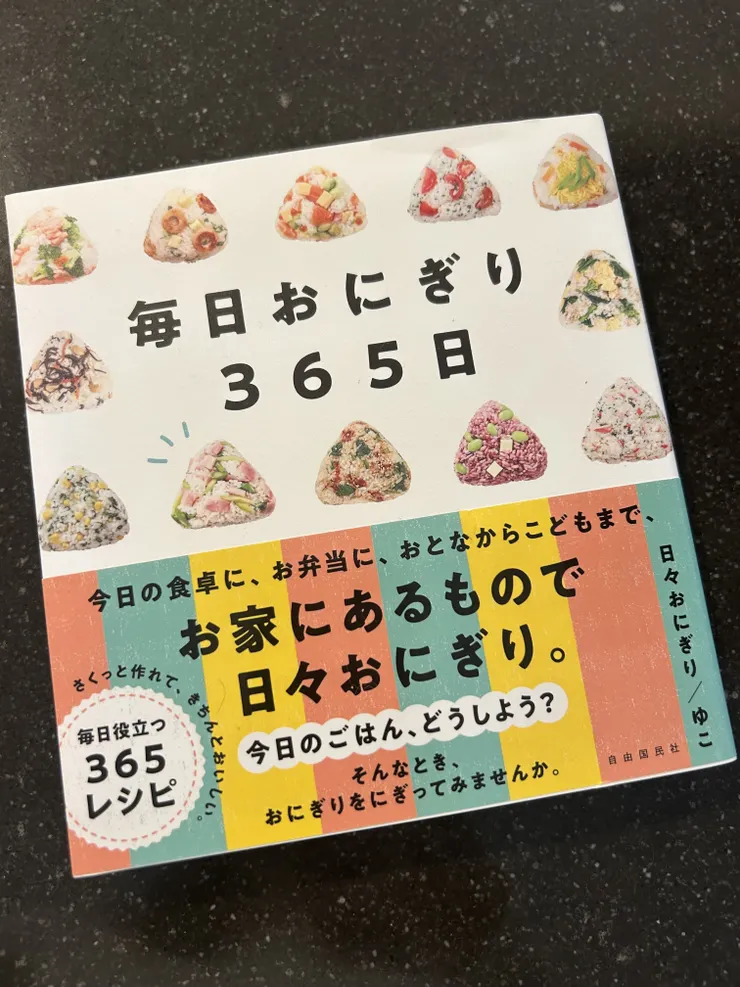 毎日おにぎり
365日
今日の食卓に、お弁当に、おとなからこどもまで、
お家にあるもので
日々おにぎり。
さくっと作れて、きちんとおいしい。
毎日役立つ
365
レシピ
今日のごはん、どうしよう?
そんなとき、
おにぎりをにぎってみませんか。
日々おにぎり/ゆこ
自由国民社